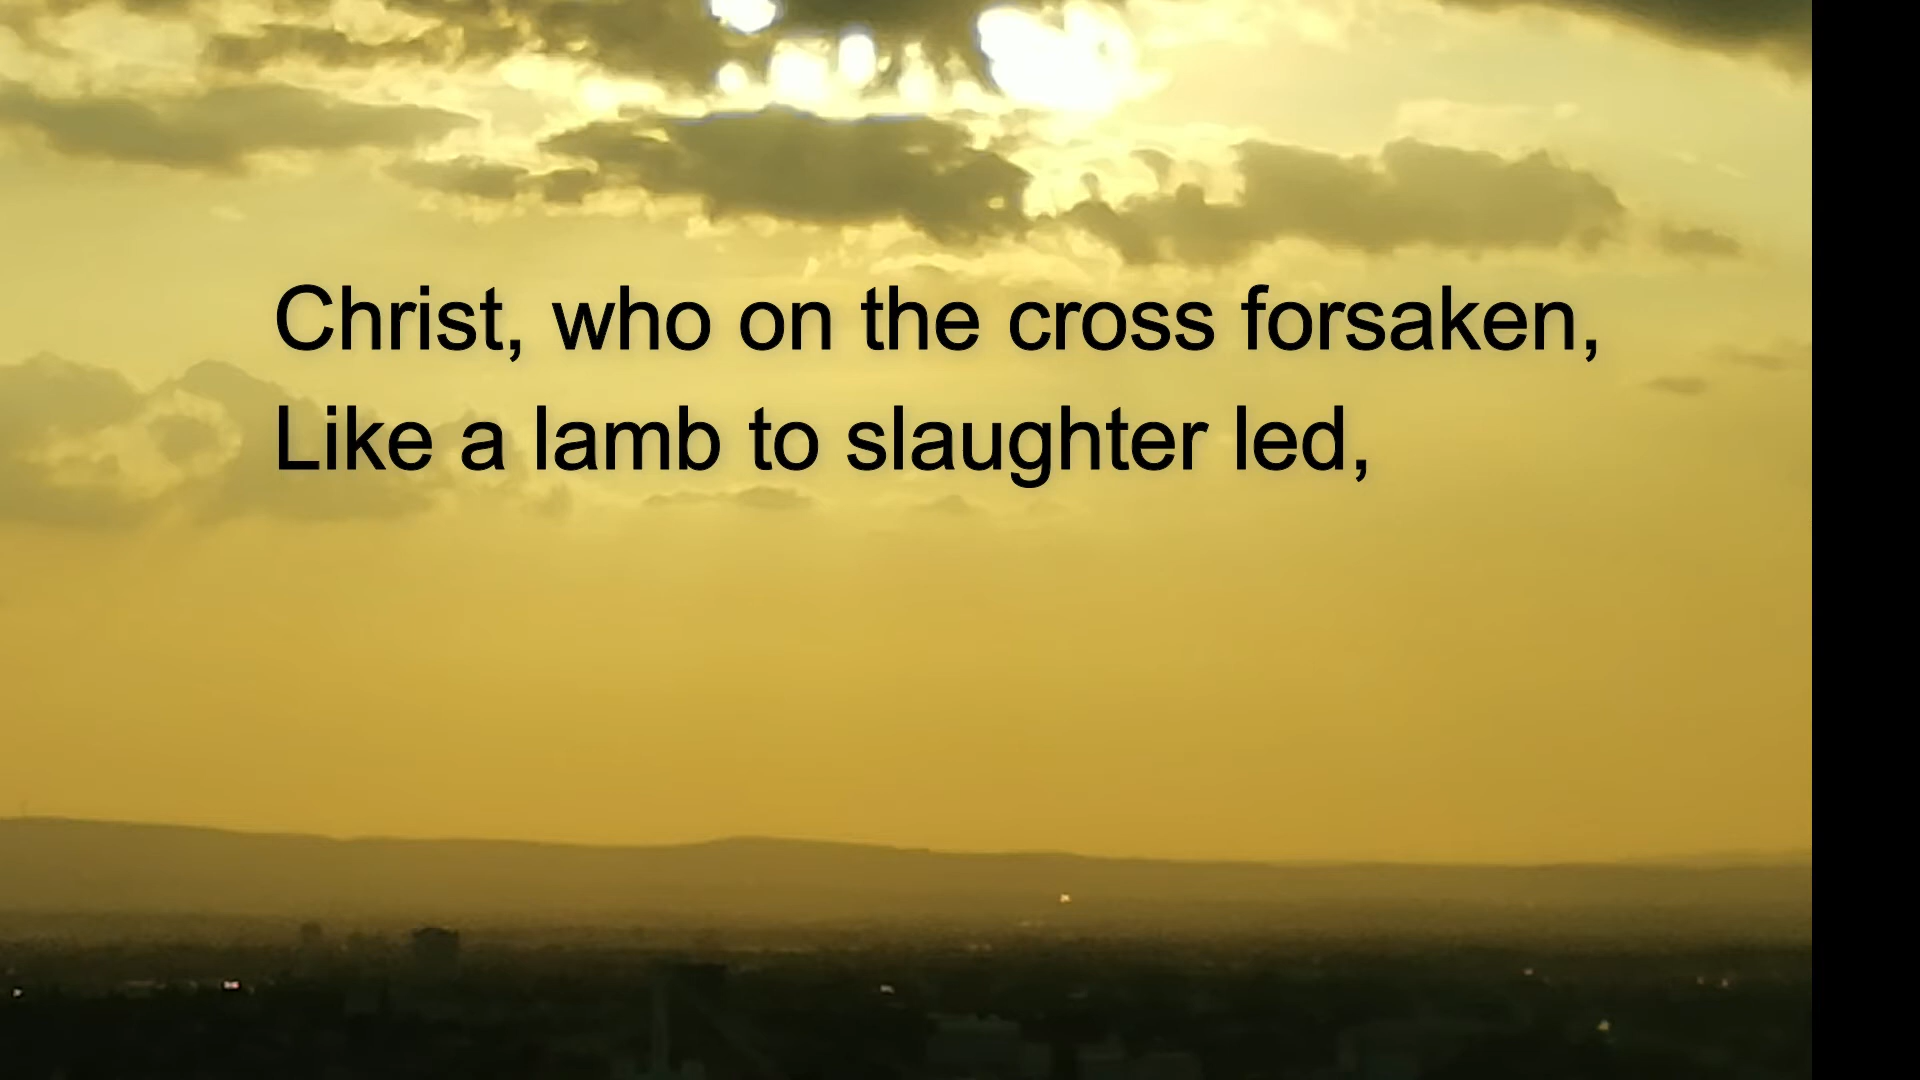 Christ, who on the cross forsaken,
Like a lamb to slaughter led,